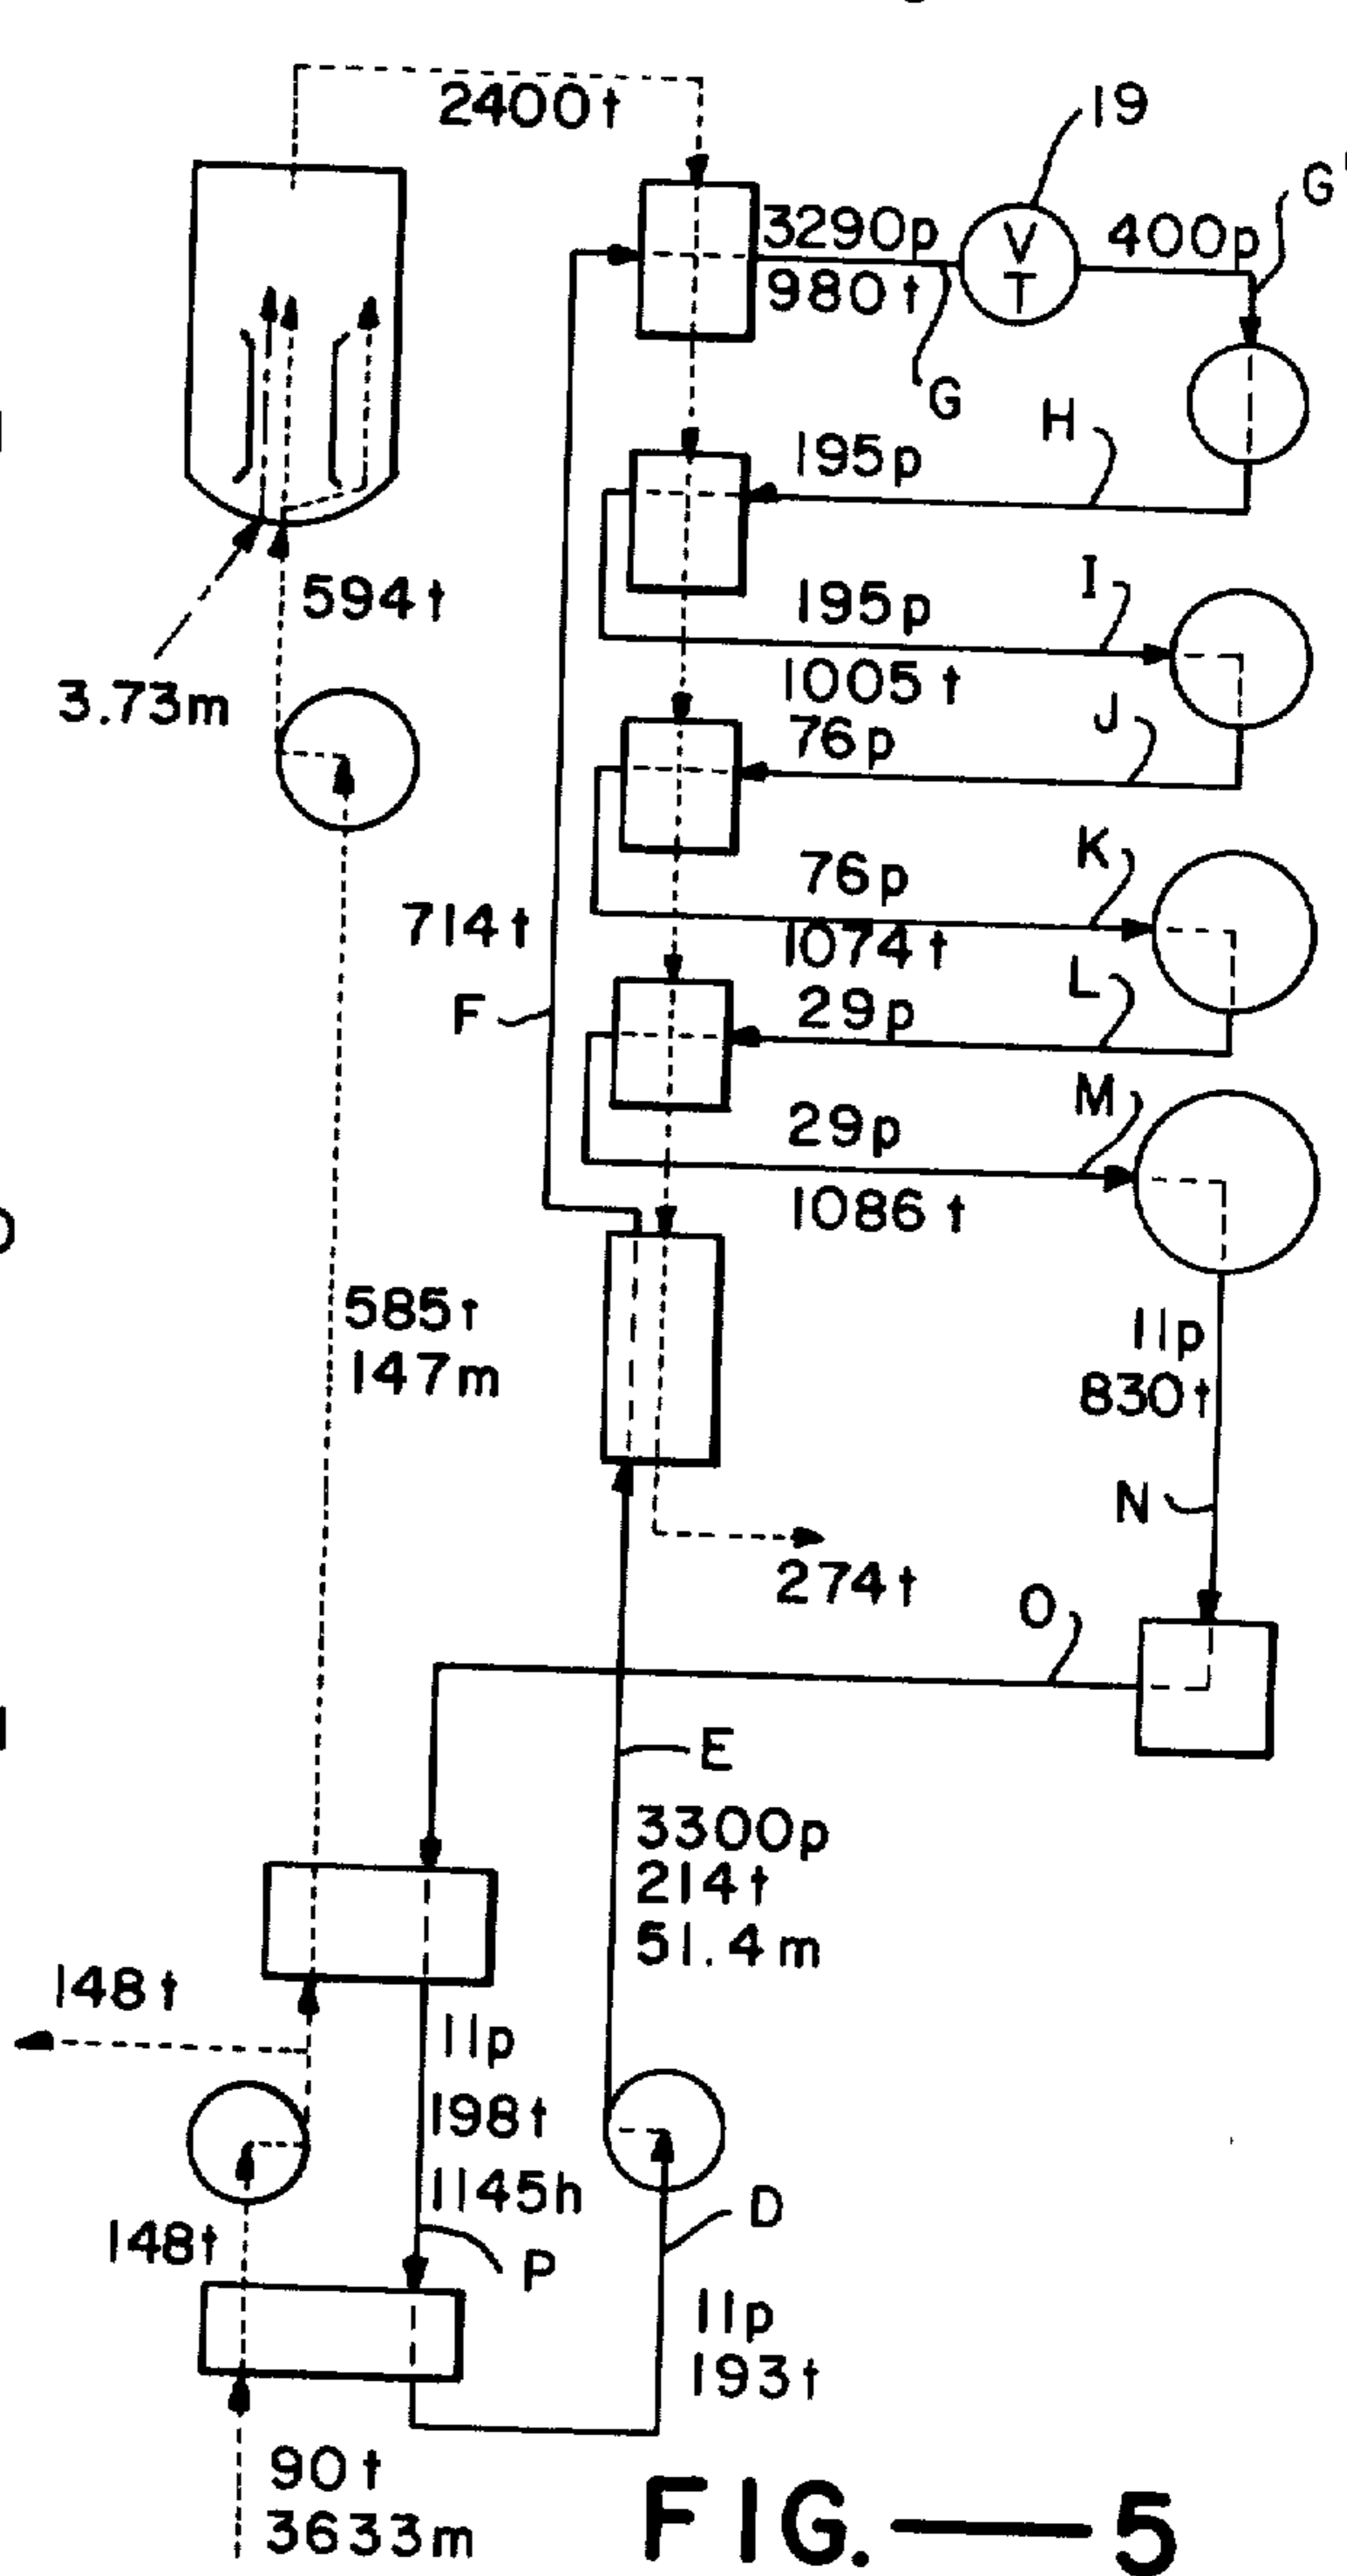 2400t
19
G'
3290p
980t
V
T
400p
G
H
195p
594t
I
195p
1005t
3.73m
J
76p
K
76p
714t
1074t
L
F
29p
M
29p
1086t
585t
147m
11p
830t
N
274t
O
E
3300p
214t
51.4m
148t
11p
198t
1145h
D
148t
P
11p
193t
90t
3633m
FIG.—5